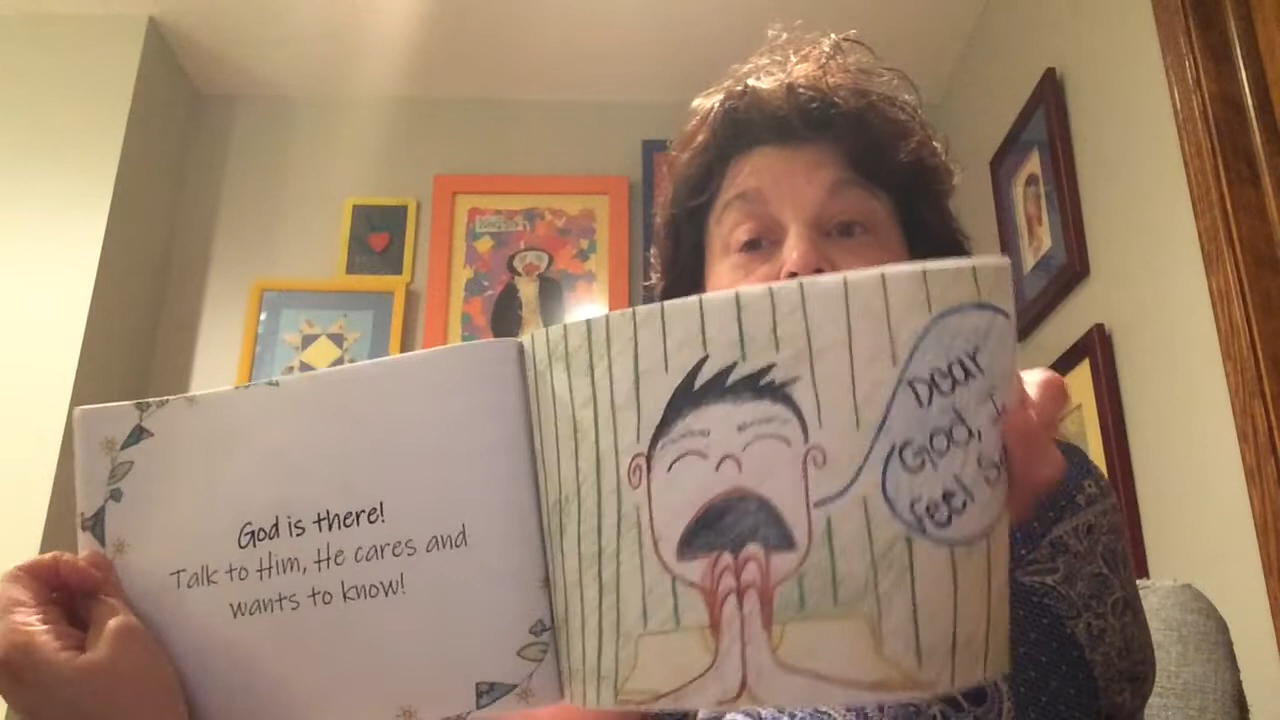 God is there!
Talk to Him, He cares and
wants to know!
Dear
God, I
feel